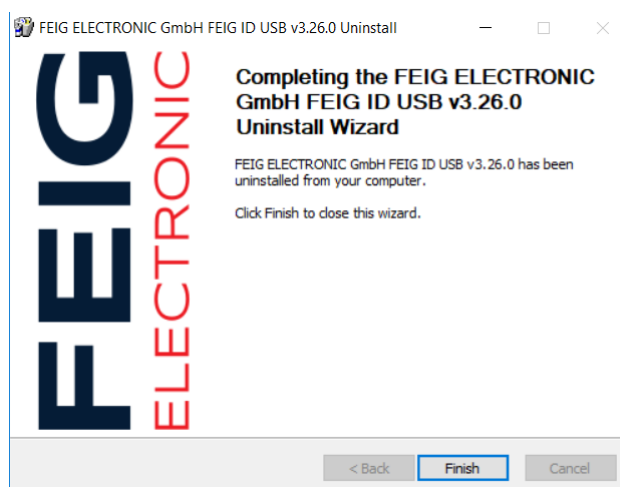 FEIG ELECTRONIC GmbH FEIG ID USB v3.26.0 Uninstall
FEIG
ELECTRONIC
Completing the FEIG ELECTRONIC
GmbH FEIG ID USB v3.26.0
Uninstall Wizard
FEIG ELECTRONIC GmbH FEIG ID USB v3.26.0 has been
uninstalled from your computer.
Click Finish to close this wizard.
< Back
Finish
Cancel